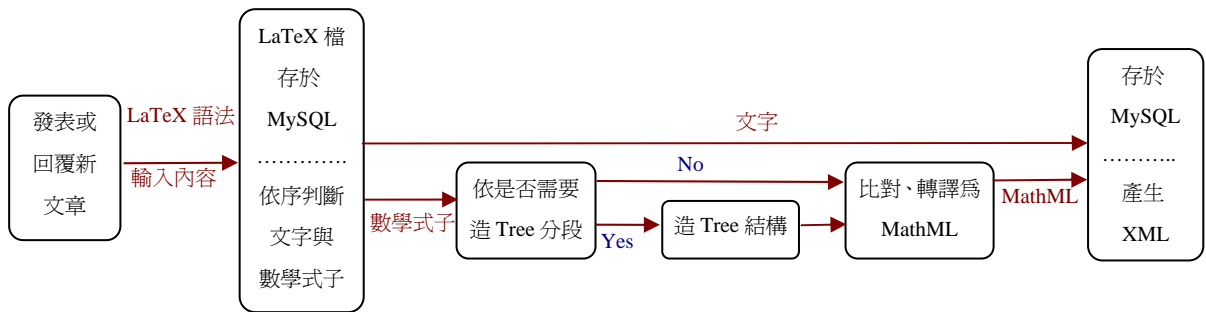 發表或
回覆新
文章
LaTeX 語法
輸入內容
LaTeX 檔
存於
MySQL
………….
依序判斷
文字與
數學式子
文字
數學式子
依是否需要
造 Tree 分段
No
Yes
造 Tree 結構
比對、轉譯為
MathML
MathML
存於
MySQL
………..
產生
XML